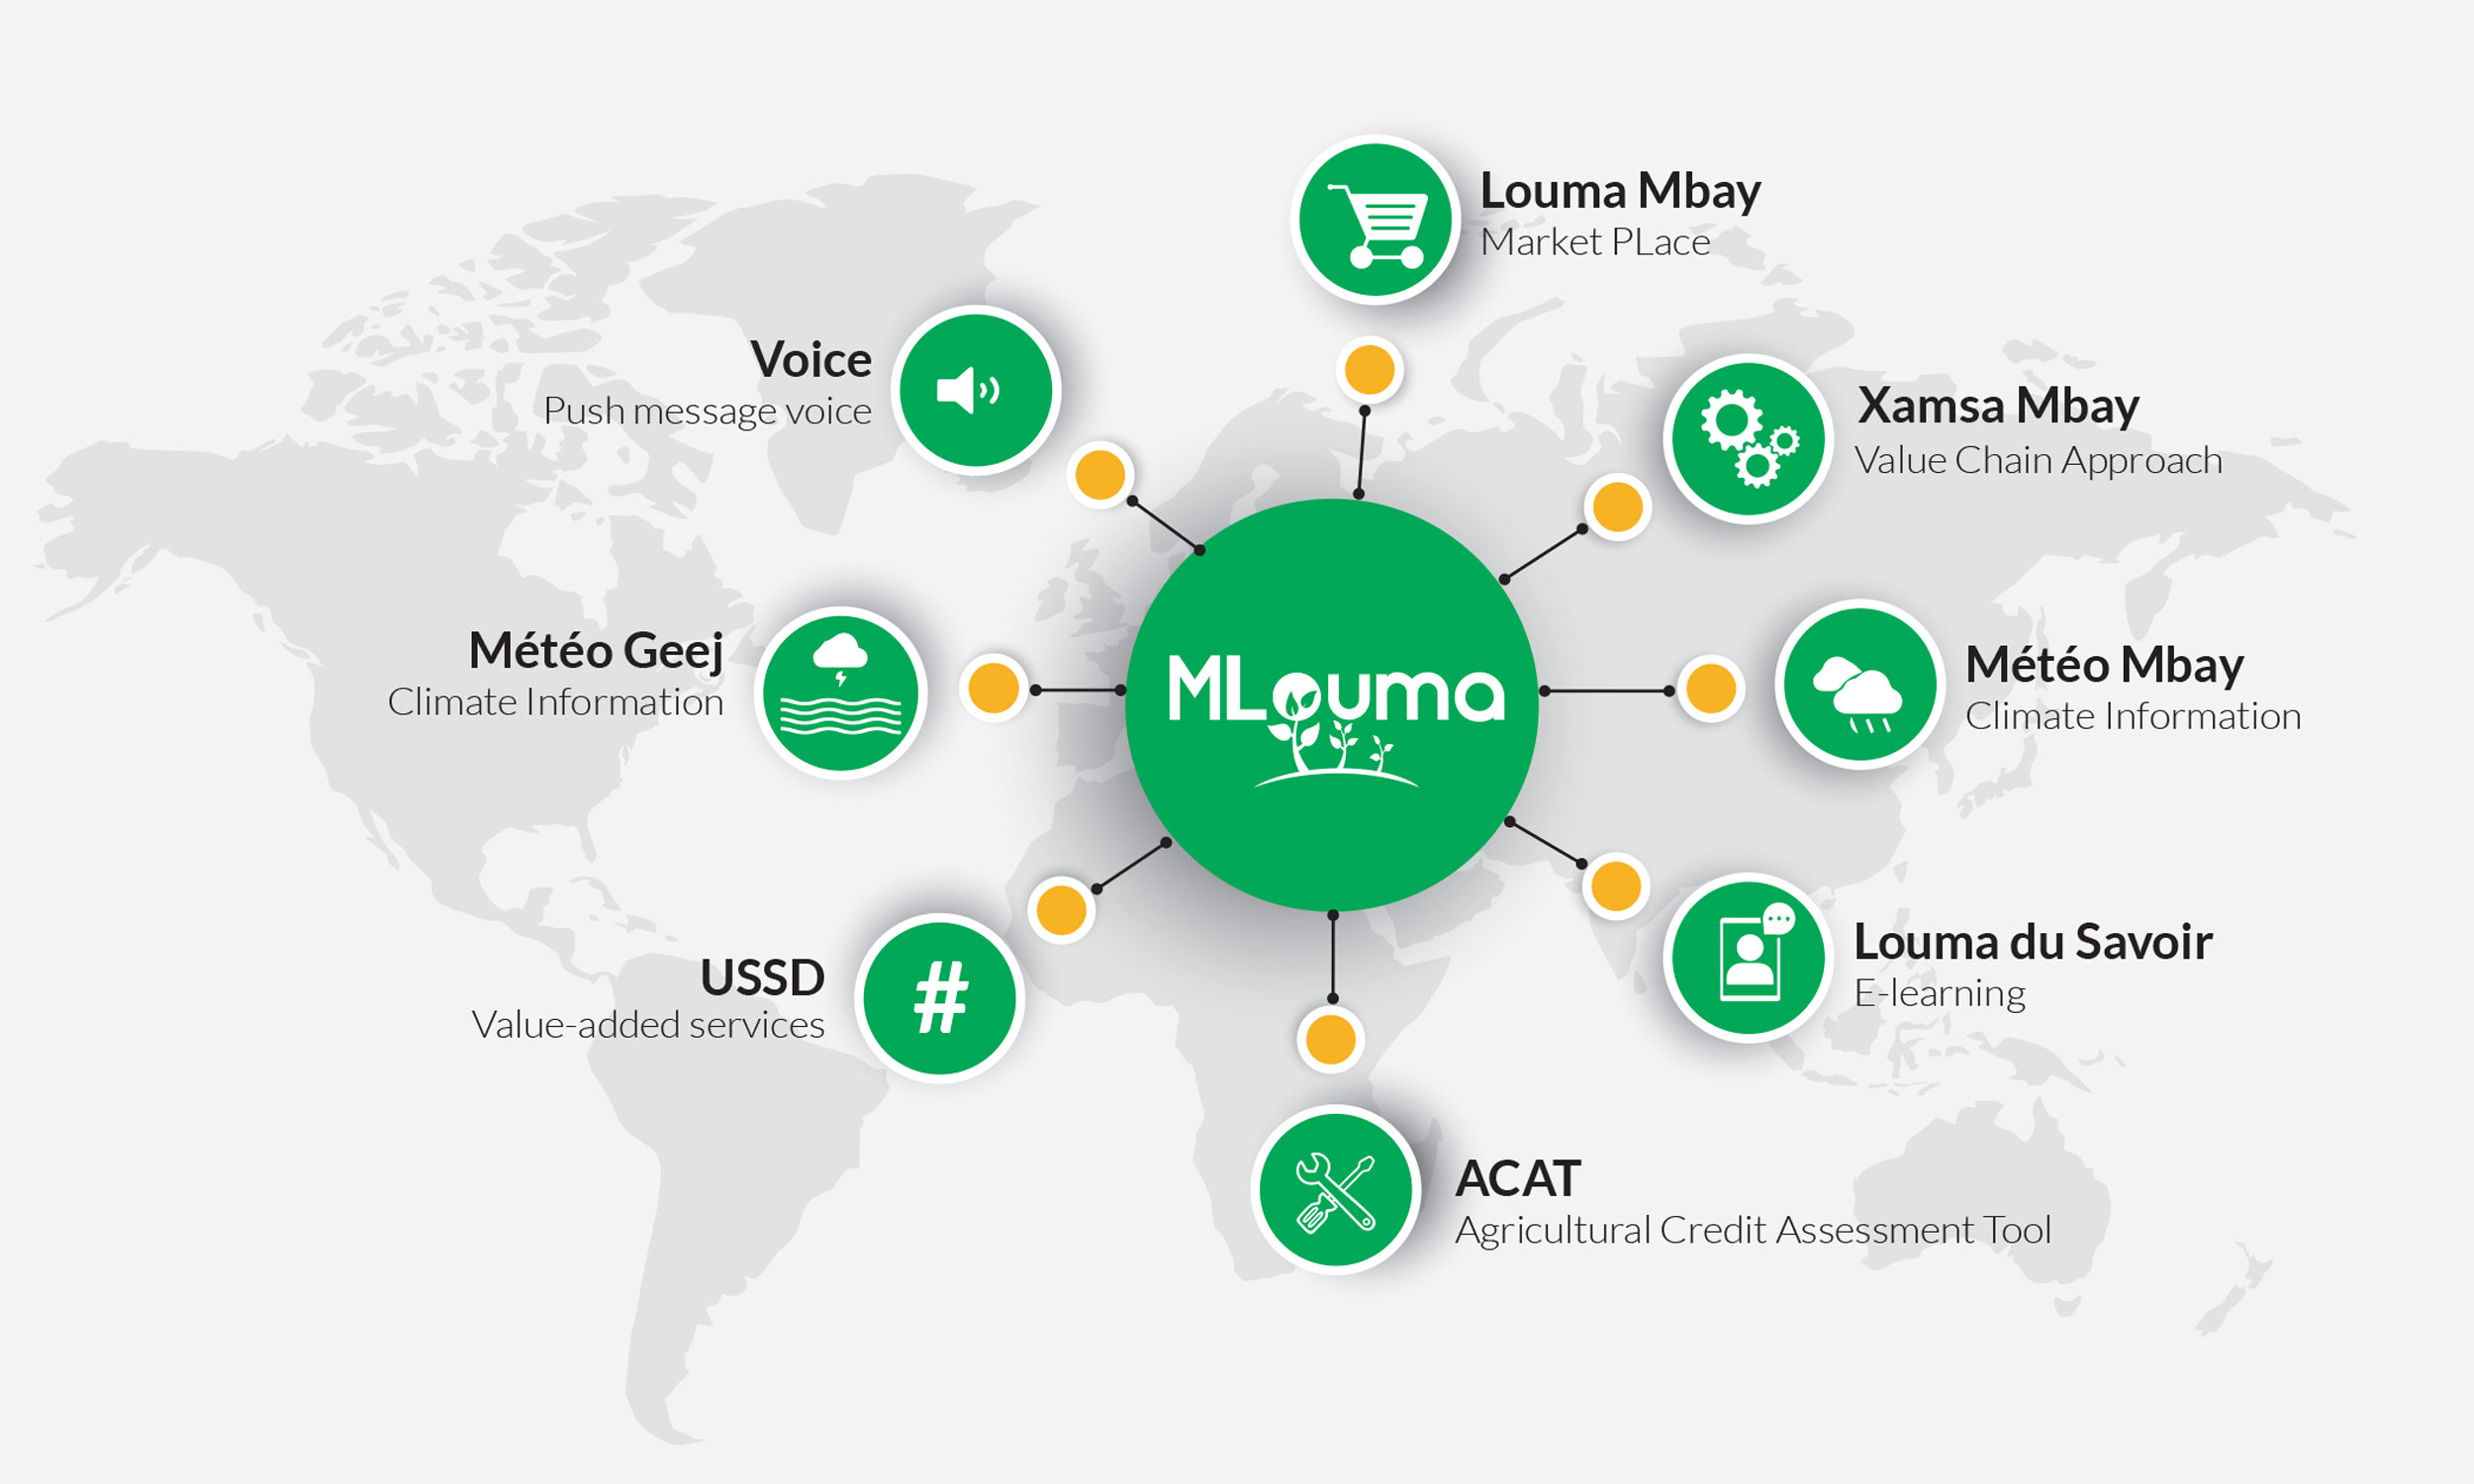 Louma Mbay
Market PLace
Voice
Push message voice
Xamsa Mbay
Value Chain Approach
Météo Geej
Climate Information
MLouma
Météo Mbay
Climate Information
USSD
Value-added services
#
Louma du Savoir
E-learning
ACAT
Agricultural Credit Assessment Tool